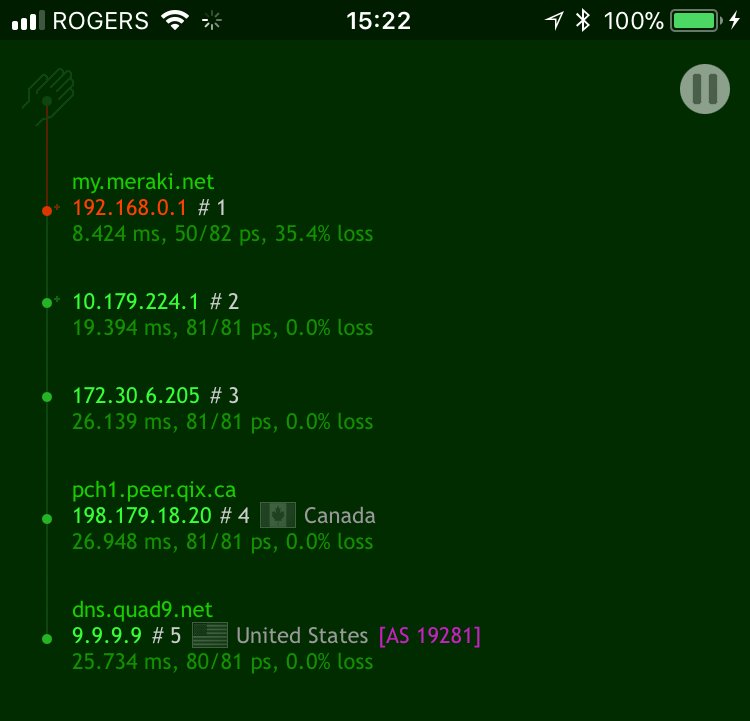 ROGERS 15:22 100%
my.meraki.net
192.168.0.1 # 1
8.424 ms, 50/82 ps, 35.4% loss
10.179.224.1 # 2
19.394 ms, 81/81 ps, 0.0% loss
172.30.6.205 # 3
26.139 ms, 81/81 ps, 0.0% loss
pch1.peer.qix.ca
198.179.18.20 # 4 Canada
26.948 ms, 81/81 ps, 0.0% loss
dns.quad9.net
9.9.9.9 # 5 United States [AS 19281]
25.734 ms, 80/81 ps, 0.0% loss